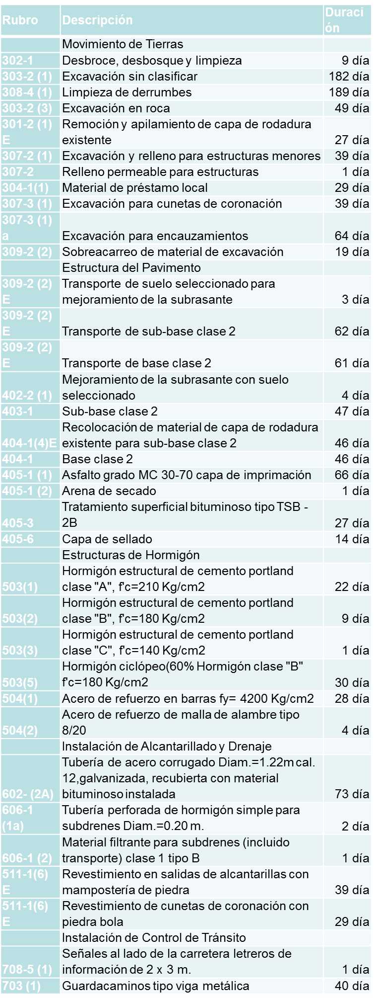 Rubro Descripción Duraci
ón
Movimiento de Tierras
302-1 Desbroce, desbosque y limpieza 9 día
303-2 (1) Excavación sin clasificar 182 día
308-4 (1) Limpieza de derrumbes 189 día
303-2 (3) Excavación en roca 49 día
301-2 (1) Remoción y apilamiento de capa de rodadura
E existente 27 día
307-2 (1) Excavación y relleno para estructuras menores 39 día
307-2 Relleno permeable para estructuras 1 día
304-1(1) Material de préstamo local 29 día
307-3 (1) Excavación para cunetas de coronación 39 día
307-3 (1)
a Excavación para encauzamientos 64 día
309-2 (2) Sobreacarreo de material de excavación 19 día
Estructura del Pavimento
309-2 (2) Transporte de suelo seleccionado para
E mejoramiento de la subrasante 3 día
309-2 (2)
E Transporte de sub-base clase 2 62 día
309-2 (2)
E Transporte de base clase 2 61 día
Mejoramiento de la subrasante con suelo
402-2 (1) seleccionado 4 día
403-1 Sub-base clase 2 47 día
Recolocación de material de capa de rodadura
404-1(4)E existente para sub-base clase 2 46 día
404-1 Base clase 2 46 día
405-1 (1) Asfalto grado MC 30-70 capa de imprimación 66 día
405-1 (2) Arena de secado 1 día
Tratamiento superficial bituminoso tipo TSB -
405-3 2B 27 día
405-6 Capa de sellado 14 día
Estructuras de Hormigón
Hormigón estructural de cemento portland
503(1) clase "A", f'c=210 Kg/cm2 22 día
Hormigón estructural de cemento portland
503(2) clase "B", f'c=180 Kg/cm2 9 día
Hormigón estructural de cemento portland
503(3) clase "C", f'c=140 Kg/cm2 1 día
Hormigón ciclópeo(60% Hormigón clase "B"
503(5) f'c=180 Kg/cm2 30 día
504(1) Acero de refuerzo en barras fy= 4200 Kg/cm2 28 día
Acero de refuerzo de malla de alambre tipo
504(2) 8/20 4 día
Instalación de Alcantarillado y Drenaje
Tubería de acero corrugado Diam.=1.22m cal.
12,galvanizada, recubierta con material
602- (2A) bituminoso instalada 73 día
606-1 Tubería perforada de hormigón simple para
(1a) subdrenes Diam.=0.20 m. 2 día
Material filtrante para subdrenes (incluido
606-1 (2) transporte) clase 1 tipo B 1 día
511-1(6) Revestimiento en salidas de alcantarillas con
E mampostería de piedra 39 día
511-1(6) Revestimiento de cunetas de coronación con
E piedra bola 29 día
Instalación de Control de Tránsito
Señales al lado de la carretera letreros de
708-5 (1) información de 2 x 3 m. 1 día
703 (1) Guardacaminos tipo viga metálica 40 día